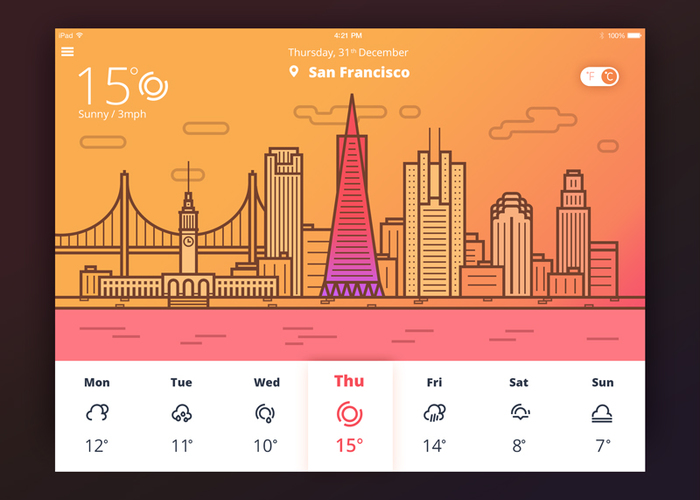 iPad 4:21 PM 100%
Thursday, 31th December
San Francisco
15°
Sunny / 3mph
°F °C
Mon Tue Wed Thu Fri Sat Sun
12° 11° 10° 15° 14° 8° 7°